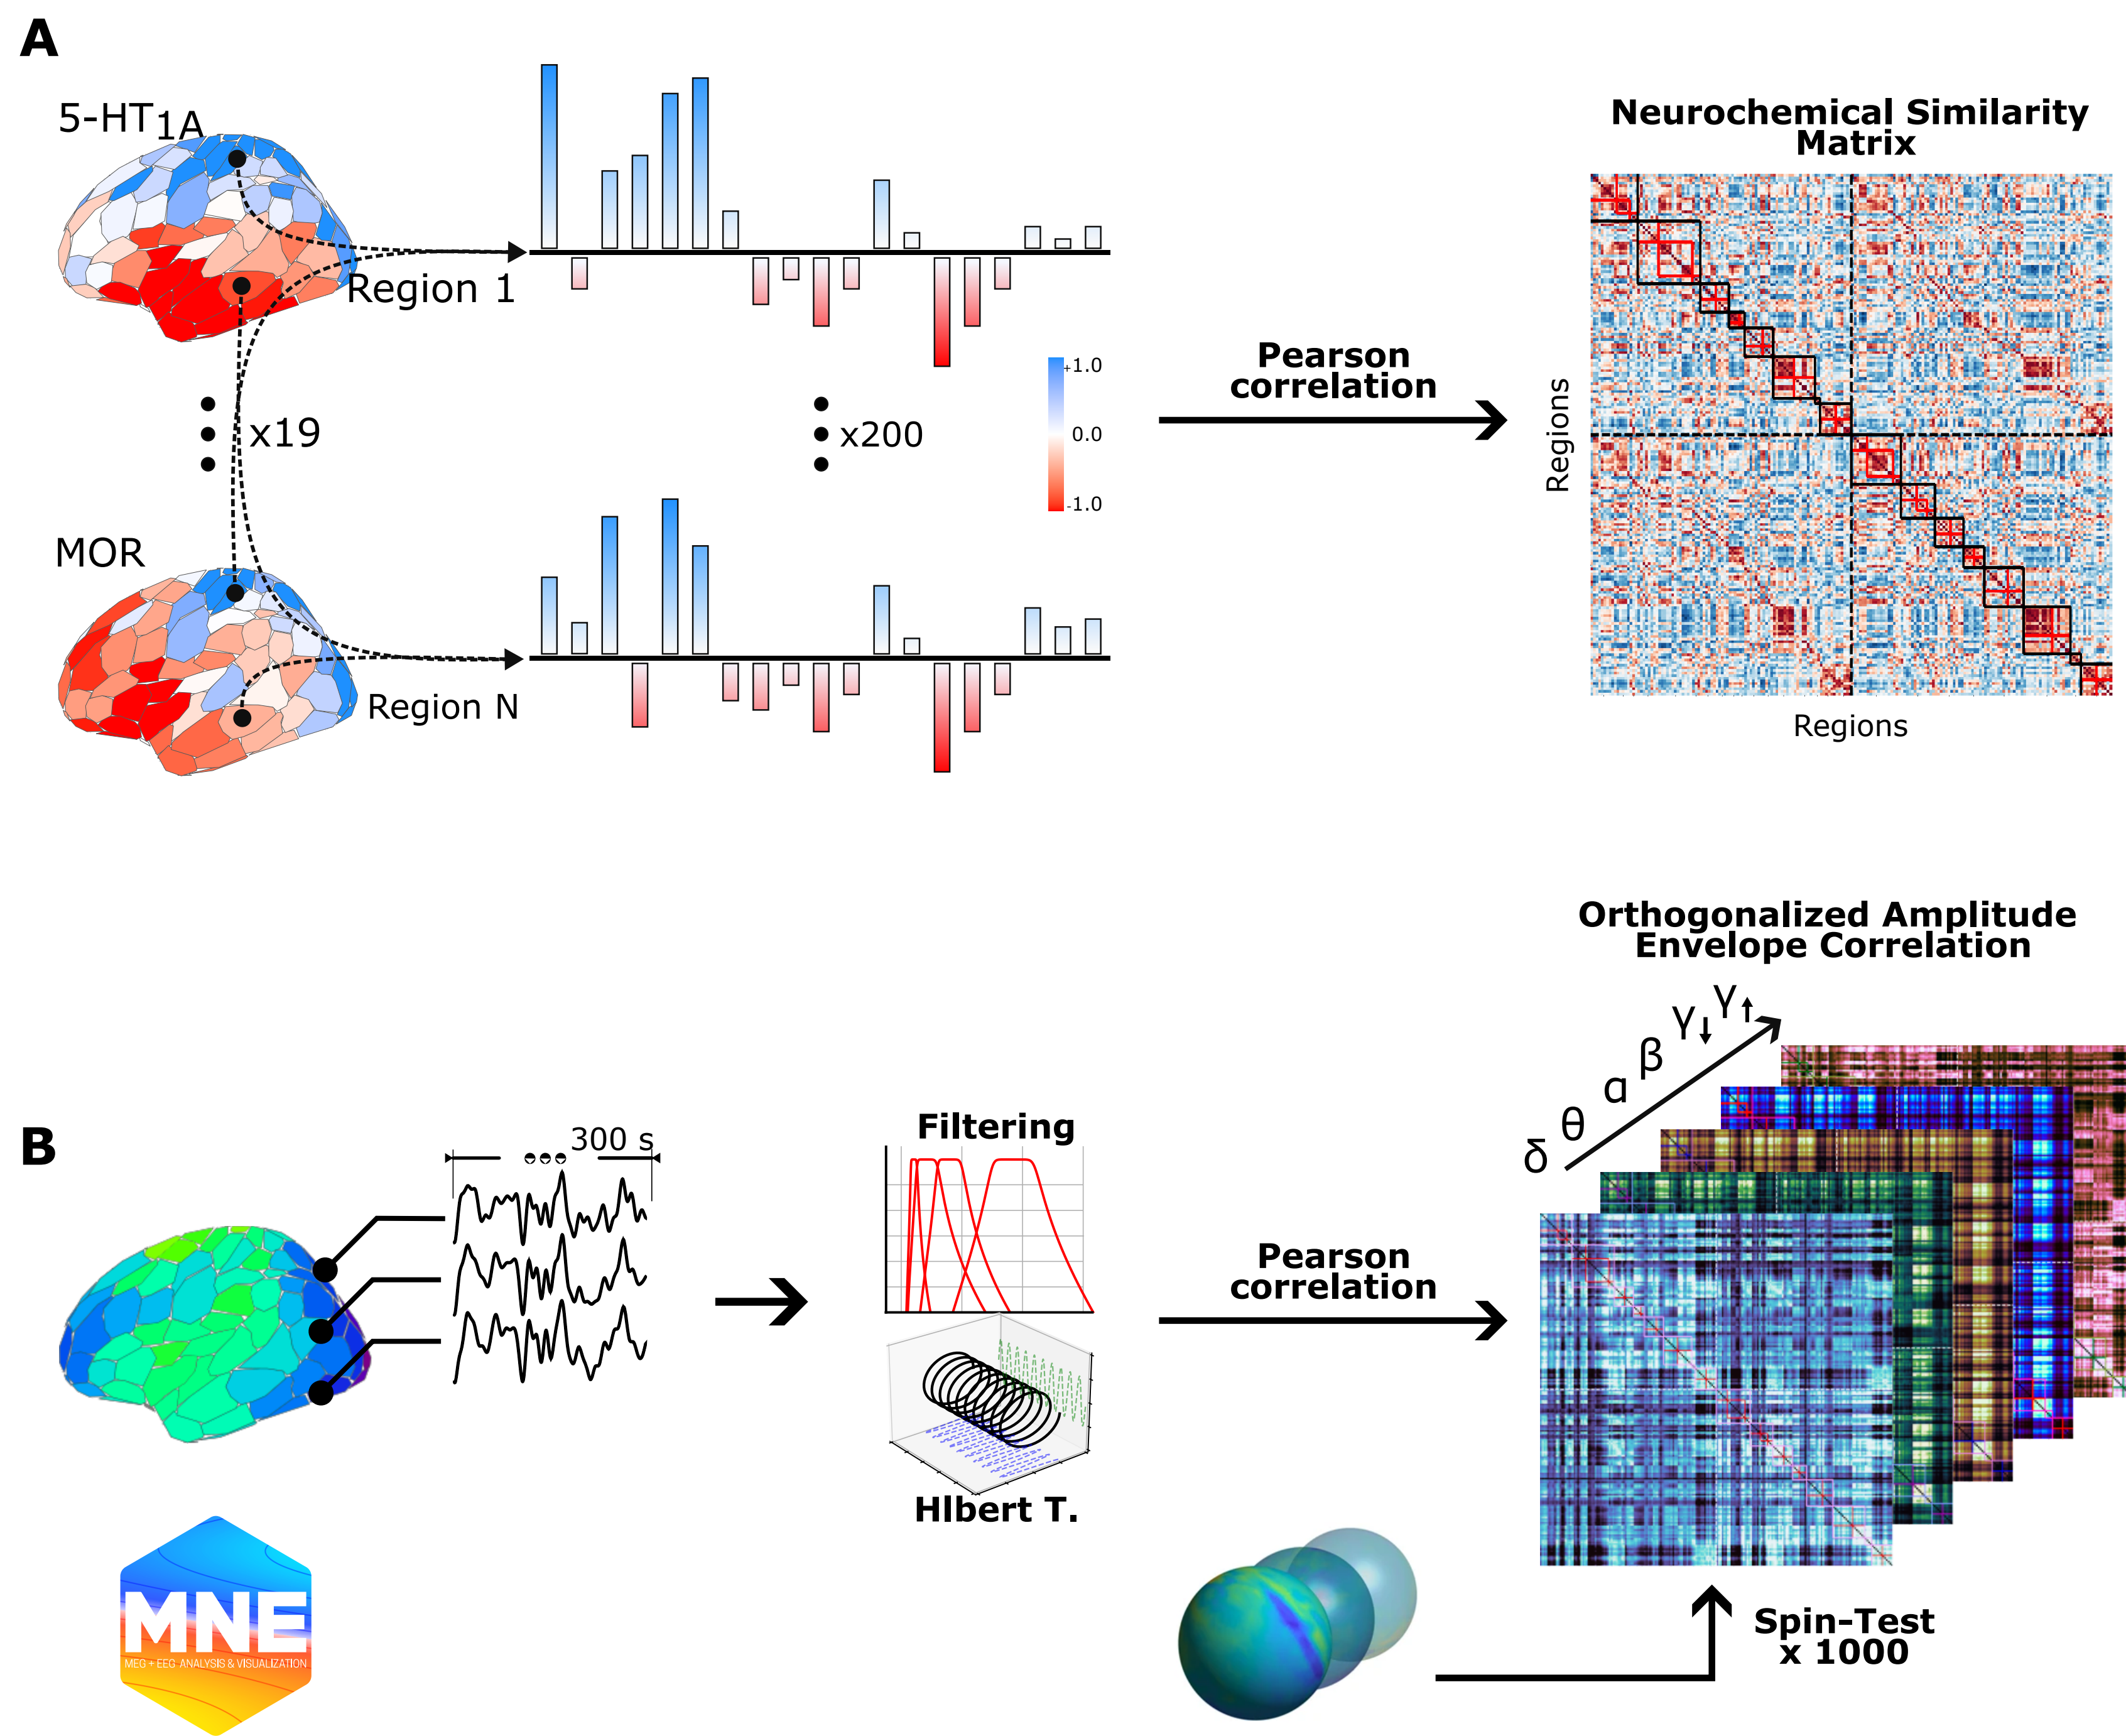 A
5-HT1A
Region 1
x19
x200
+1.0
0.0
-1.0
MOR
Region N
Pearson
correlation
Neurochemical Similarity
Matrix
Regions
Regions
B
300 s
Filtering
Hlbert T.
Pearson
correlation
Orthogonalized Amplitude
Envelope Correlation
δ θ α β γ↓ γ↑
Spin-Test
x 1000
MNE
MEG + EEG ANALYSIS & VISUALIZATION